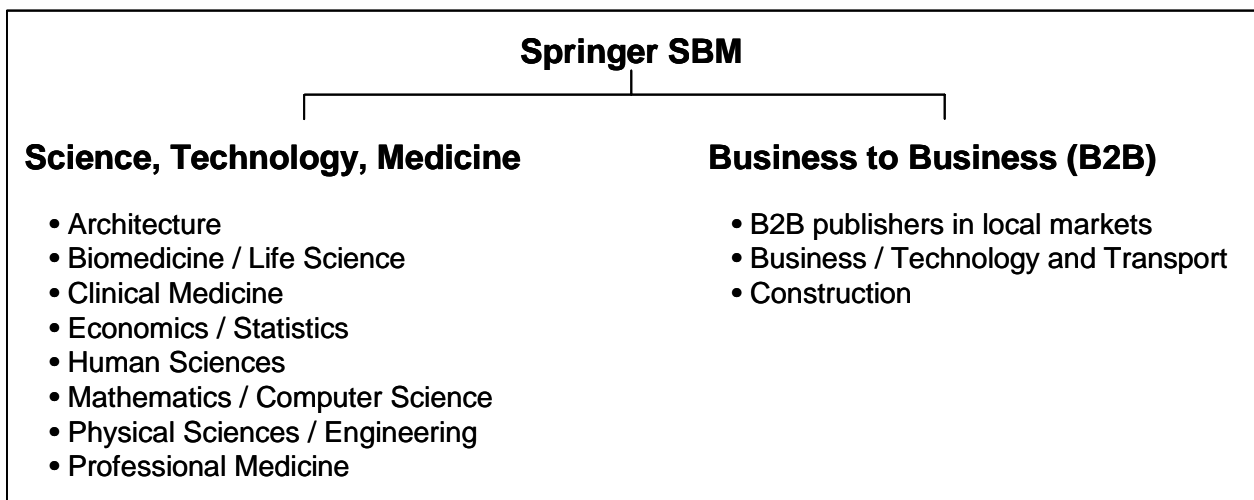 Springer SBM
Science, Technology, Medicine
• Architecture
• Biomedicine / Life Science
• Clinical Medicine
• Economics / Statistics
• Human Sciences
• Mathematics / Computer Science
• Physical Sciences / Engineering
• Professional Medicine
Business to Business (B2B)
• B2B publishers in local markets
• Business / Technology and Transport
• Construction